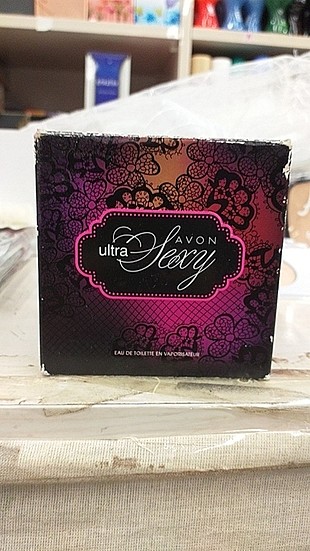 AVON
ultra Sexy
EAU DE TOILETTE EN VAPORISATEUR